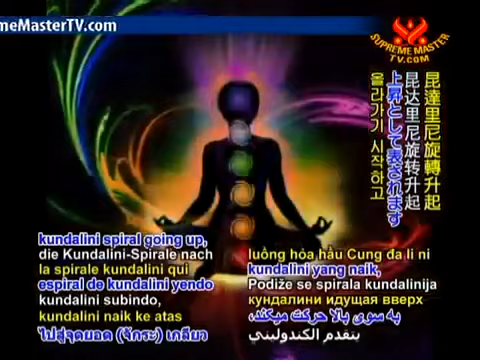 emeMasterTV.com
SUPREME MASTER
TV.COM
昆達里尼旋轉升起
昆达里尼旋转升起
上昇として表されます
올라가기 시작하고
kundalini spiral going up,
die Kundalini-Spirale nach
la spirale kundalini qui
espiral de kundalini yendo
kundalini subindo,
kundalini naik ke atas
ไปสู่จุดยอด (จักระ) เกลียว
luồng hỏa hầu Cung đa li ni
kundalini yang naik,
Podiže se spirala kundalinija
кундалини идущая вверх
به سوی بالا حرکت میکند،
يتقدم الكندوليني